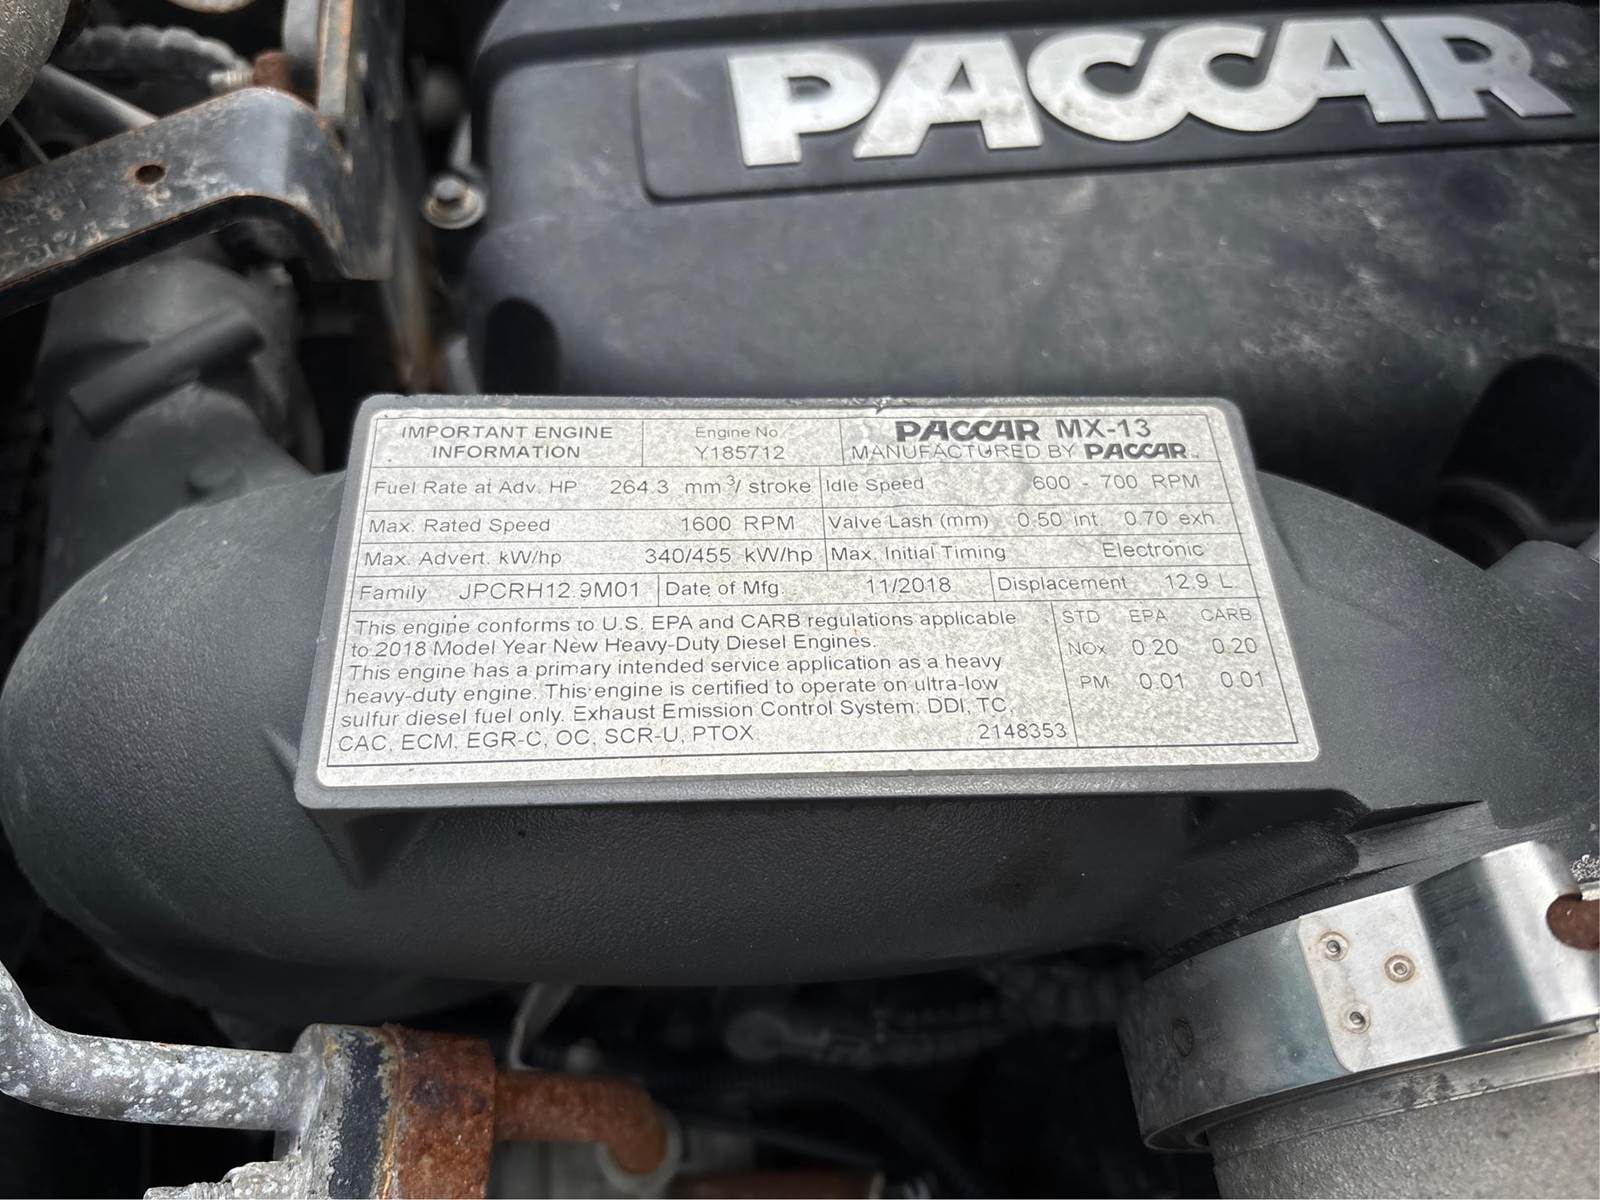 PACCAR
IMPORTANT ENGINE
INFORMATION
Engine No.
Y185712
PACCAR MX-13
MANUFACTURED BY PACCAR
Fuel Rate at Adv. HP 264.3 mm³/ stroke
Idle Speed 600 - 700 RPM
Max. Rated Speed 1600 RPM
Valve Lash (mm) 0.50 int. 0.70 exh.
Max. Advert. kW/hp 340/455 kW/hp
Max. Initial Timing Electronic
Family JPCRH12.9M01
Date of Mfg. 11/2018
Displacement 12.9 L
This engine conforms to U.S. EPA and CARB regulations applicable
to 2018 Model Year New Heavy-Duty Diesel Engines.
This engine has a primary intended service application as a heavy
heavy-duty engine. This engine is certified to operate on ultra-low
sulfur diesel fuel only. Exhaust Emission Control System: DDI, TC,
CAC, ECM, EGR-C, OC, SCR-U, PTOX.
2148353
STD EPA CARB
NOx 0.20 0.20
PM 0.01 0.01